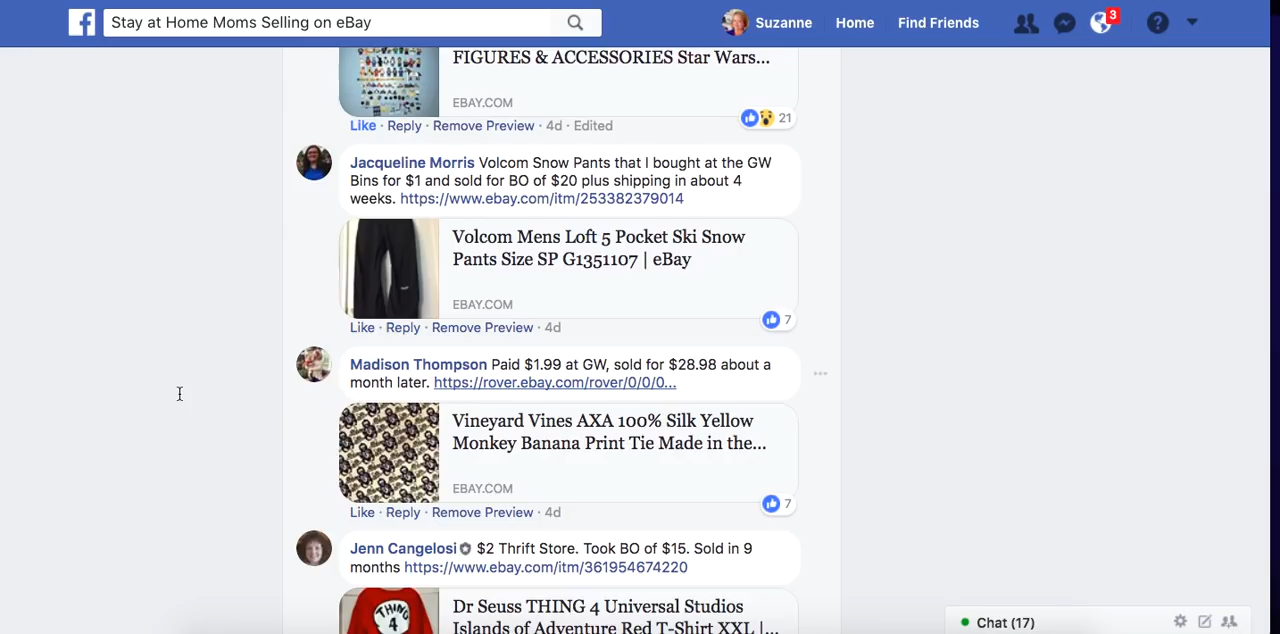 Stay at Home Moms Selling on eBay
Suzanne Home Find Friends 3
FIGURES & ACCESSORIES Star Wars...
EBAY.COM
Like · Reply · Remove Preview · 4d · Edited 21
Jacqueline Morris Volcom Snow Pants that I bought at the GW
Bins for $1 and sold for BO of $20 plus shipping in about 4
weeks. https://www.ebay.com/itm/253382379014
Volcom Mens Loft 5 Pocket Ski Snow
Pants Size SP G1351107 | eBay
EBAY.COM
Like · Reply · Remove Preview · 4d 7
Madison Thompson Paid $1.99 at GW, sold for $28.98 about a
month later. https://rover.ebay.com/rover/0/0/0...
Vineyard Vines AXA 100% Silk Yellow
Monkey Banana Print Tie Made in the...
EBAY.COM
Like · Reply · Remove Preview · 4d 7
Jenn Cangelosi $2 Thrift Store. Took BO of $15. Sold in 9
months https://www.ebay.com/itm/361954674220
THING
4
Dr Seuss THING 4 Universal Studios
Islands of Adventure Red T-Shirt XXL |...
Chat (17)